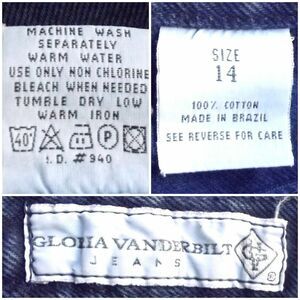 MACHINE WASH
SEPARATELY
WARM WATER
USE ONLY NON CHLORINE
BLEACH WHEN NEEDED
TUMBLE DRY LOW
WARM IRON
40° P
I.D. #940
SIZE
14
100% COTTON
MADE IN BRAZIL
SEE REVERSE FOR CARE
GLORIA VANDERBILT
JEANS
®